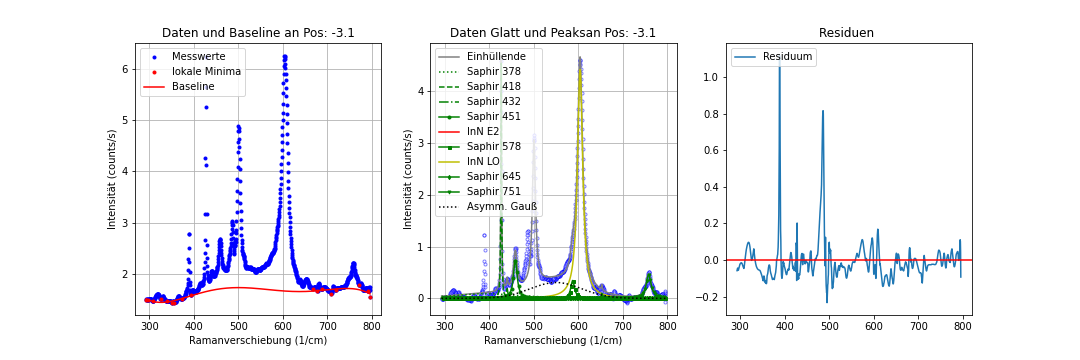 Daten und Baseline an Pos: -3.1
Messwerte
lokale Minima
Baseline
6
5
4
3
2
300
400
500
600
700
800
Ramanverschiebung (1/cm)
Intensität (counts/s)
Daten Glatt und Peaksan Pos: -3.1
Einhüllende
Saphir 378
Saphir 418
Saphir 432
Saphir 451
InN E2
Saphir 578
InN LO
Saphir 645
Saphir 751
Asymm. Gauß
4
3
2
1
0
300
400
500
600
700
800
Ramanverschiebung (1/cm)
Intensität (counts/s)
Residuen
Residuum
1.0
0.8
0.6
0.4
0.2
0.0
−0.2
300
400
500
600
700
800